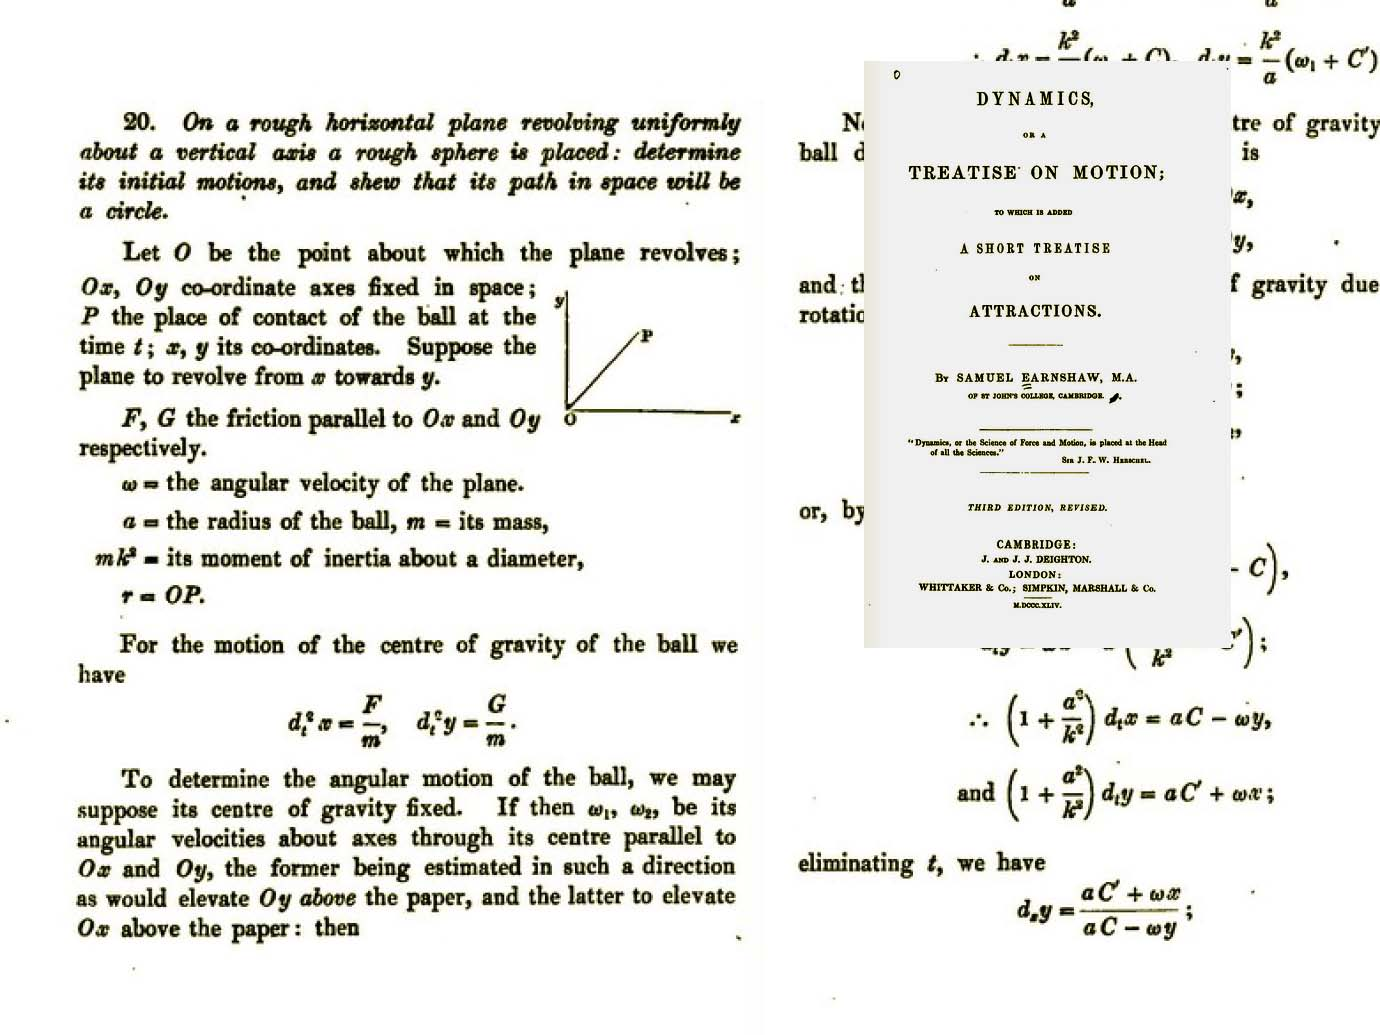 20. On a rough horizontal plane revolving uniformly
about a vertical axis a rough sphere is placed: determine
its initial motions, and shew that its path in space will be
a circle.
Let O be the point about which the plane revolves;
Ox, Oy co-ordinate axes fixed in space;
P the place of contact of the ball at the
time t; x, y its co-ordinates. Suppose the
plane to revolve from x towards y.
y
P
O
x
F, G the friction parallel to Ox and Oy
respectively.
ω = the angular velocity of the plane.
a = the radius of the ball, m = its mass,
mk² = its moment of inertia about a diameter,
r = OP.
For the motion of the centre of gravity of the ball we
have
dₜ²x = F/m, dₜ²y = G/m.
To determine the angular motion of the ball, we may
suppose its centre of gravity fixed. If then ω₁, ω₂, be its
angular velocities about axes through its centre parallel to
Ox and Oy, the former being estimated in such a direction
as would elevate Oy above the paper, and the latter to elevate
Ox above the paper: then
= k²/a (ω₁ + C')
tre of gravity
ball
is
x,
y,
and
f gravity due
or, by
- C),
∴ (1 + a²/k²) dₜx = aC - ωy,
and (1 + a²/k²) dₜy = aC' + ωx;
eliminating t, we have
dₓy = (aC' + ωx)/(aC - ωy);
DYNAMICS,
OR A
TREATISE ON MOTION;
TO WHICH IS ADDED
A SHORT TREATISE
ON
ATTRACTIONS.
BY SAMUEL EARNSHAW, M.A.
OF ST JOHN'S COLLEGE, CAMBRIDGE.
"Dynamics, or the Science of Force and Motion, is placed at the Head
of all the Sciences."
SIR J. F. W. HERSCHEL.
THIRD EDITION, REVISED.
CAMBRIDGE:
J. AND J. J. DEIGHTON.
LONDON:
WHITTAKER & Co.; SIMPKIN, MARSHALL & Co.
M.DCCC.XLIV.